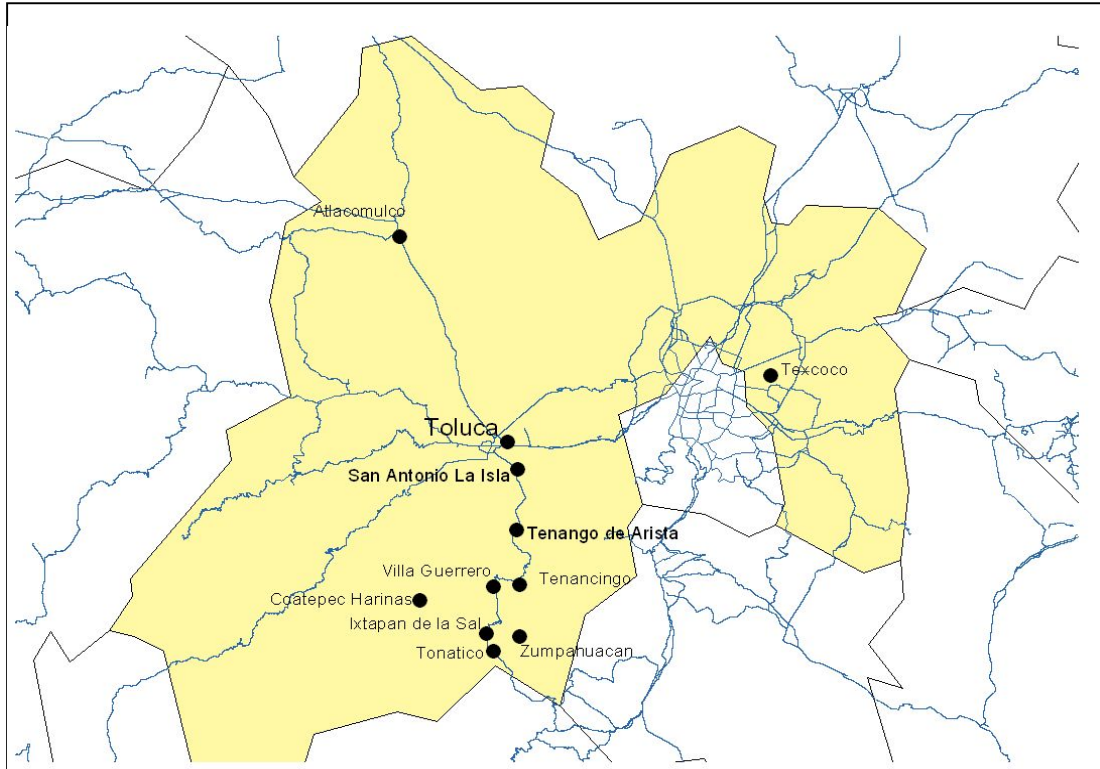 Atlacomulco
Texcoco
Toluca
San Antonio La Isla
Tenango de Arista
Villa Guerrero
Tenancingo
Coatepec Harinas
Ixtapan de la Sal
Tonatico
Zumpahuacan